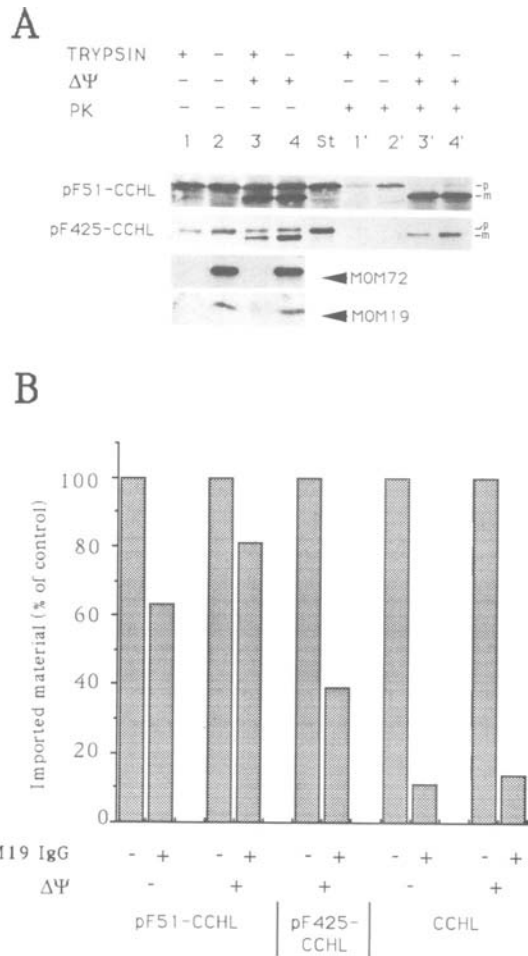 A
TRYPSIN + - + - + - + -
ΔΨ - - + + - - + +
PK - - - - + + + +
1 2 3 4 St 1' 2' 3' 4'
pF51-CCHL -p
-m
pF425-CCHL -p
-m
MOM72
MOM19
B
Imported material (% of control)
100
80
60
40
20
0
M19 IgG - + - + - + - + - +
ΔΨ - + + - +
pF51-CCHL pF425-CCHL CCHL